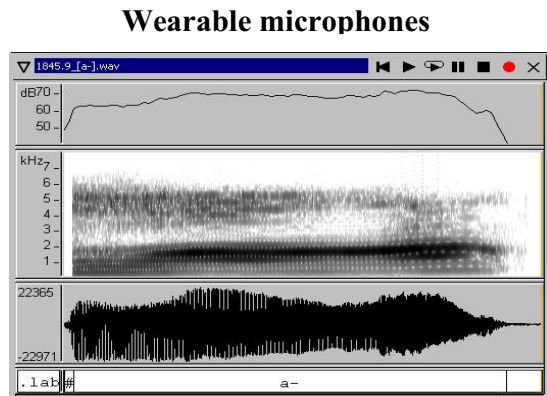 Wearable microphones
1845.9_[a-].wav
dB70 -
60 -
50 -
kHz7 -
6 -
5 -
4 -
3 -
2 -
1 -
22365
-22971
.lab # a-